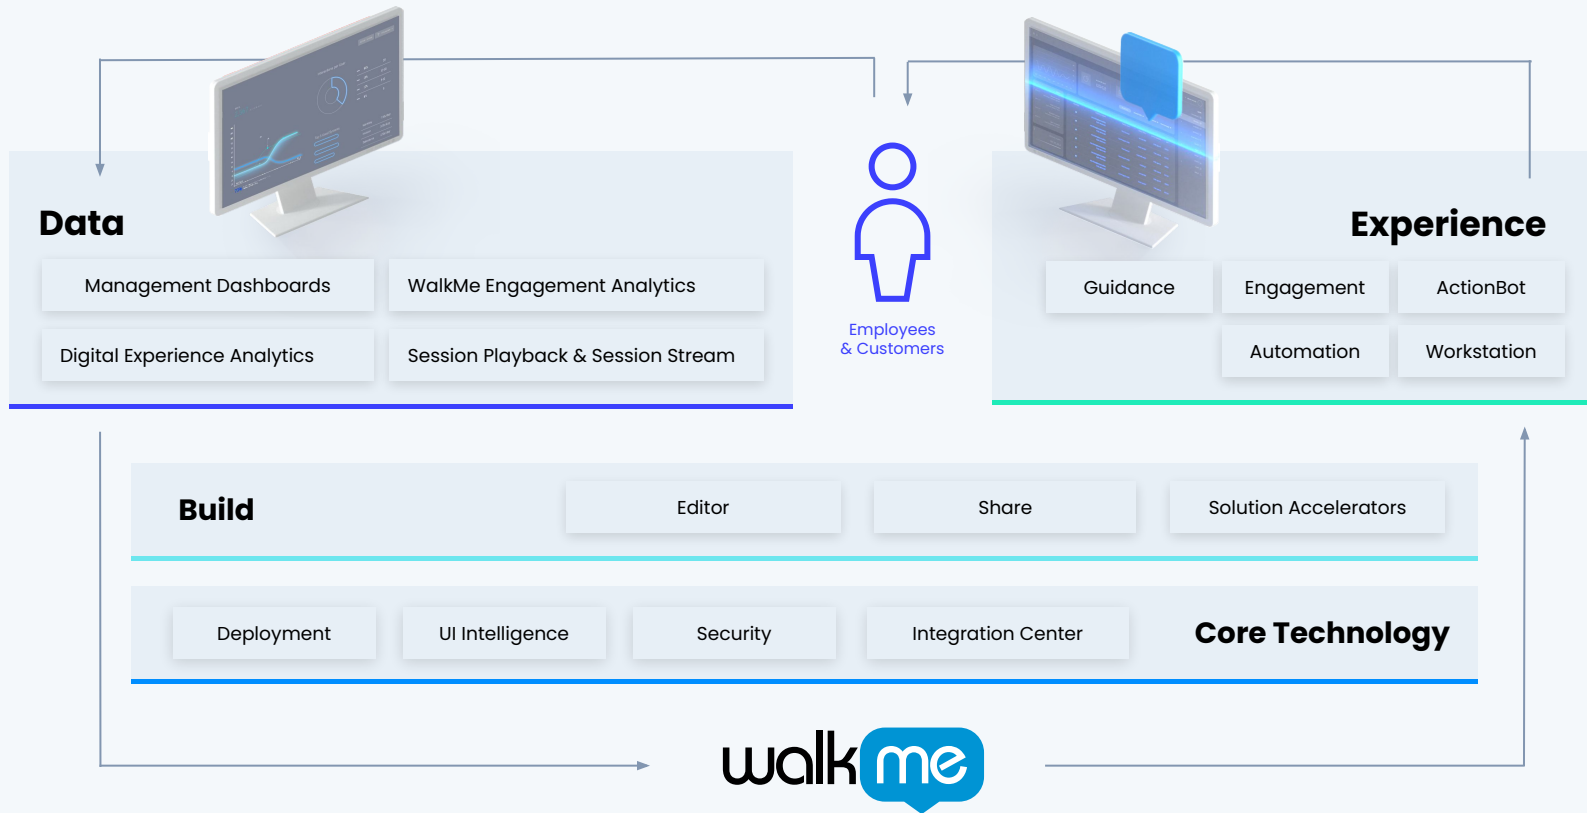 Data
Management Dashboards
WalkMe Engagement Analytics
Digital Experience Analytics
Session Playback & Session Stream
Employees
& Customers
Experience
Guidance
Engagement
ActionBot
Automation
Workstation
Build
Editor
Share
Solution Accelerators
Deployment
UI Intelligence
Security
Integration Center
Core Technology
walkme